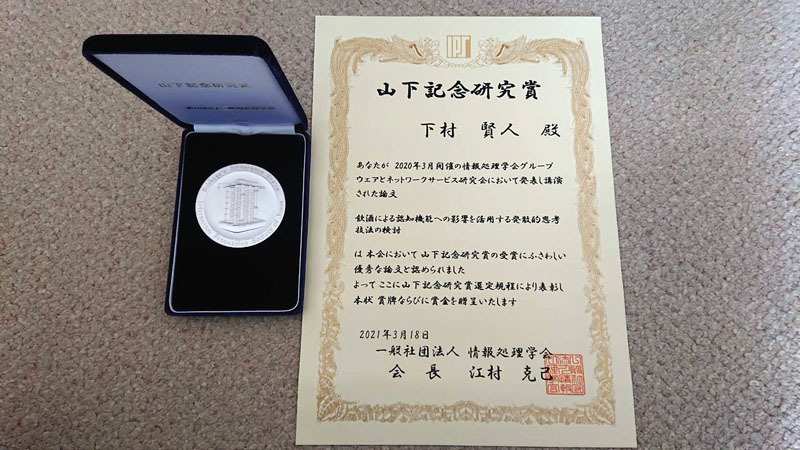 山下記念研究賞
IPSJ
山下記念研究賞
下村 賢人 殿
あなたが 2020年3月開催の情報処理学会グループ
ウェアとネットワークサービス研究会において発表し講演
された論文
飲酒による認知機能への影響を活用する発散的思考
技法の検討
は 本会において 山下記念研究賞の受賞にふさわしい
優秀な論文と認められました
よって ここに山下記念研究賞選定規程により表彰し
本状 賞牌ならびに賞金を贈呈いたします
2021年3月18日
一般社団法人 情報処理学会
会 長 江村 克己